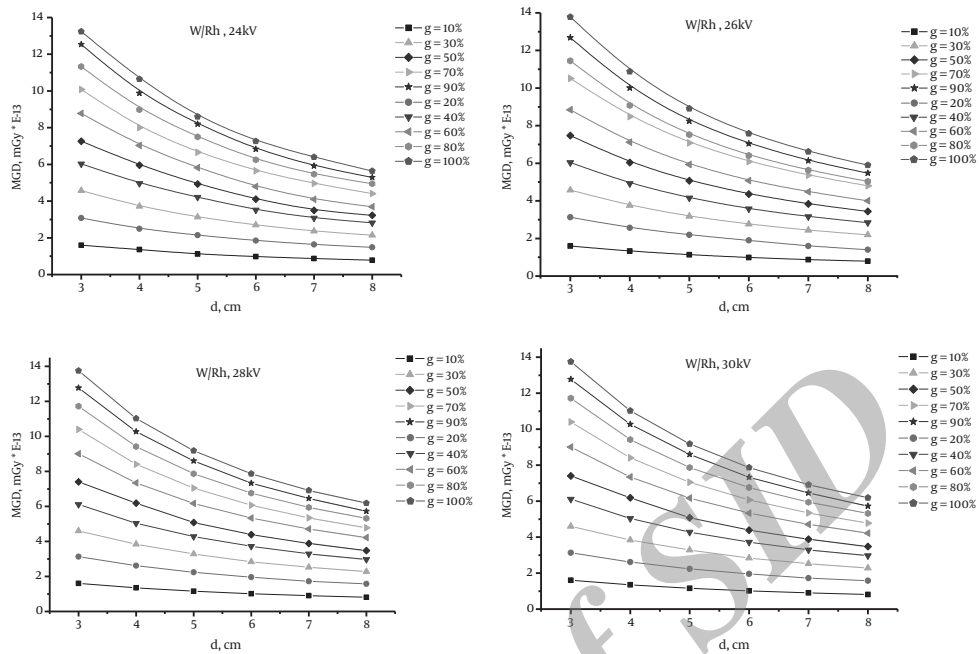 W/Rh , 24kV
MGD, mGy * E-13
14
12
10
8
6
4
2
0
3 4 5 6 7 8
d, cm
g = 10%
g = 30%
g = 50%
g = 70%
g = 90%
g = 20%
g = 40%
g = 60%
g = 80%
g = 100%
W/Rh , 26kV
MGD, mGy * E-13
14
12
10
8
6
4
2
0
3 4 5 6 7 8
d, cm
g = 10%
g = 30%
g = 50%
g = 70%
g = 90%
g = 20%
g = 40%
g = 60%
g = 80%
g = 100%
W/Rh, 28kV
MGD, mGy * E-13
14
12
10
8
6
4
2
0
3 4 5 6 7 8
d, cm
g = 10%
g = 30%
g = 50%
g = 70%
g = 90%
g = 20%
g = 40%
g = 60%
g = 80%
g = 100%
W/Rh, 30kV
MGD, mGy * E-13
14
12
10
8
6
4
2
0
3 4 5 6 7 8
d, cm
g = 10%
g = 30%
g = 50%
g = 70%
g = 90%
g = 20%
g = 40%
g = 60%
g = 80%
g = 100%
f SID